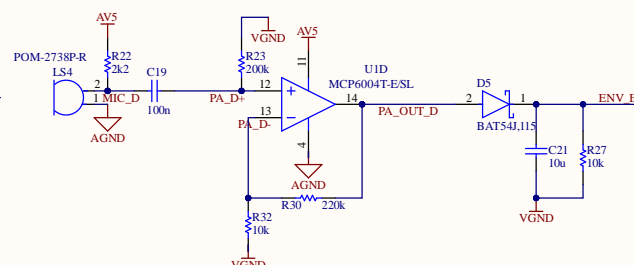 AV5
POM-2738P-R
LS4
R22
2k2
2
1
MIC_D
AGND
C19
100n
VGND
R23
200k
PA_D+
12
13
PA_D-
AV5
11
U1D
MCP6004T-E/SL
14
4
AGND
PA_OUT_D
R30
220k
R32
10k
VGND
D5
2
1
BAT54J,115
ENV_
C21
10u
R27
10k
VGND